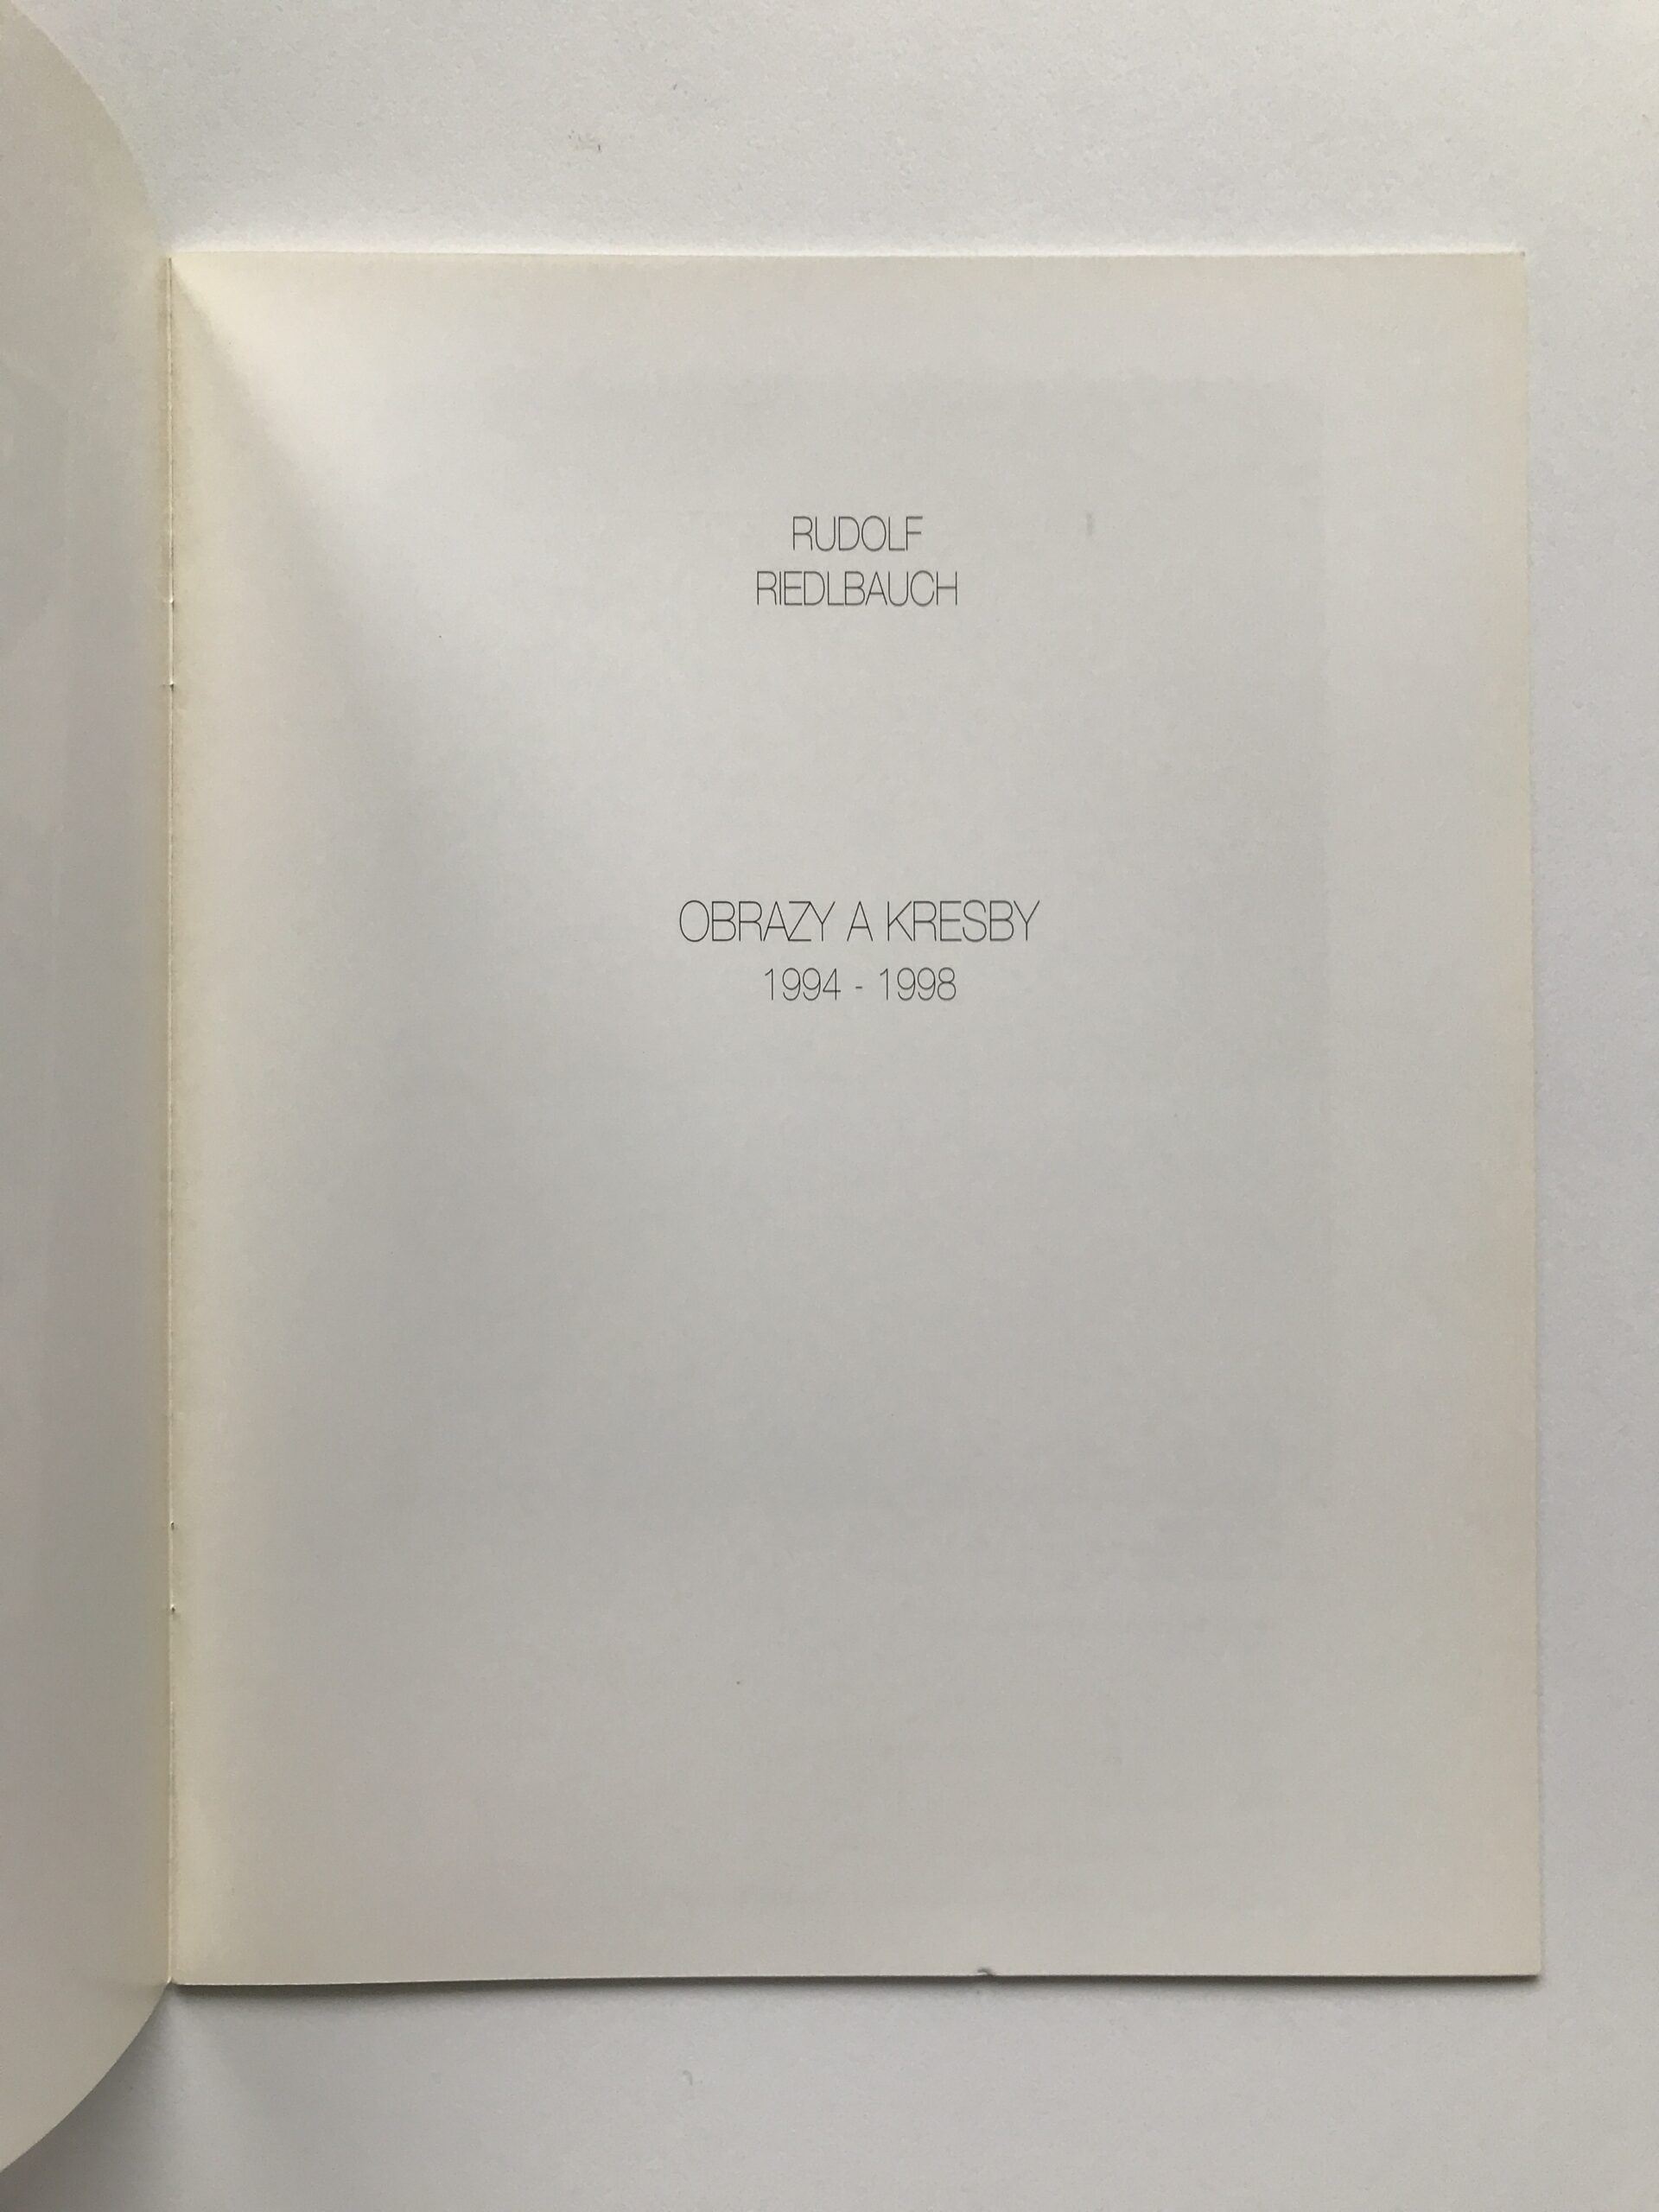 RUDOLF
RIEDLBAUCH
OBRAZY A KRESBY
1994 - 1998